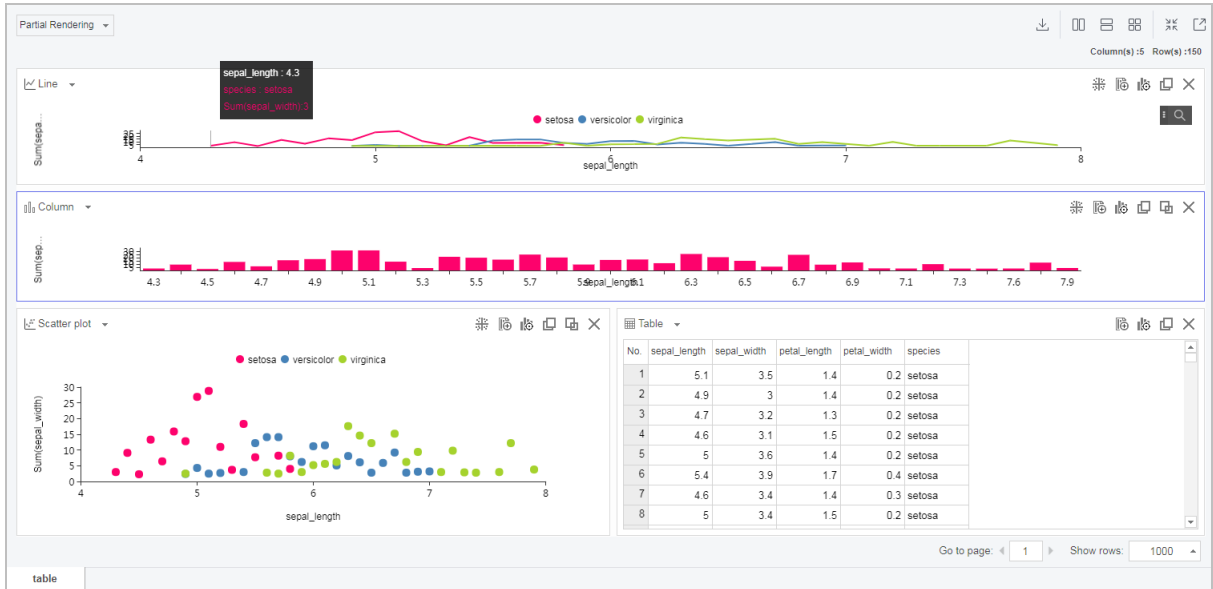 Partial Rendering
Column(s) :5 Row(s) :150
Line
sepal_length : 4.3
species : setosa
Sum(sepal_width):3
setosa versicolor virginica
Sum(sepa...
4 5 6 7 8
sepal_length
Column
Sum(sep...
4.3 4.5 4.7 4.9 5.1 5.3 5.5 5.7 6.1 6.3 6.5 6.7 6.9 7.1 7.3 7.6 7.9
sepal_length
Scatter plot
setosa versicolor virginica
Sum(sepal_width)
30
25
20
15
10
5
0
4 5 6 7 8
sepal_length
Table
No. sepal_length sepal_width petal_length petal_width species
1 5.1 3.5 1.4 0.2 setosa
2 4.9 3 1.4 0.2 setosa
3 4.7 3.2 1.3 0.2 setosa
4 4.6 3.1 1.5 0.2 setosa
5 5 3.6 1.4 0.2 setosa
6 5.4 3.9 1.7 0.4 setosa
7 4.6 3.4 1.4 0.3 setosa
8 5 3.4 1.5 0.2 setosa
Go to page: 1 Show rows: 1000
table